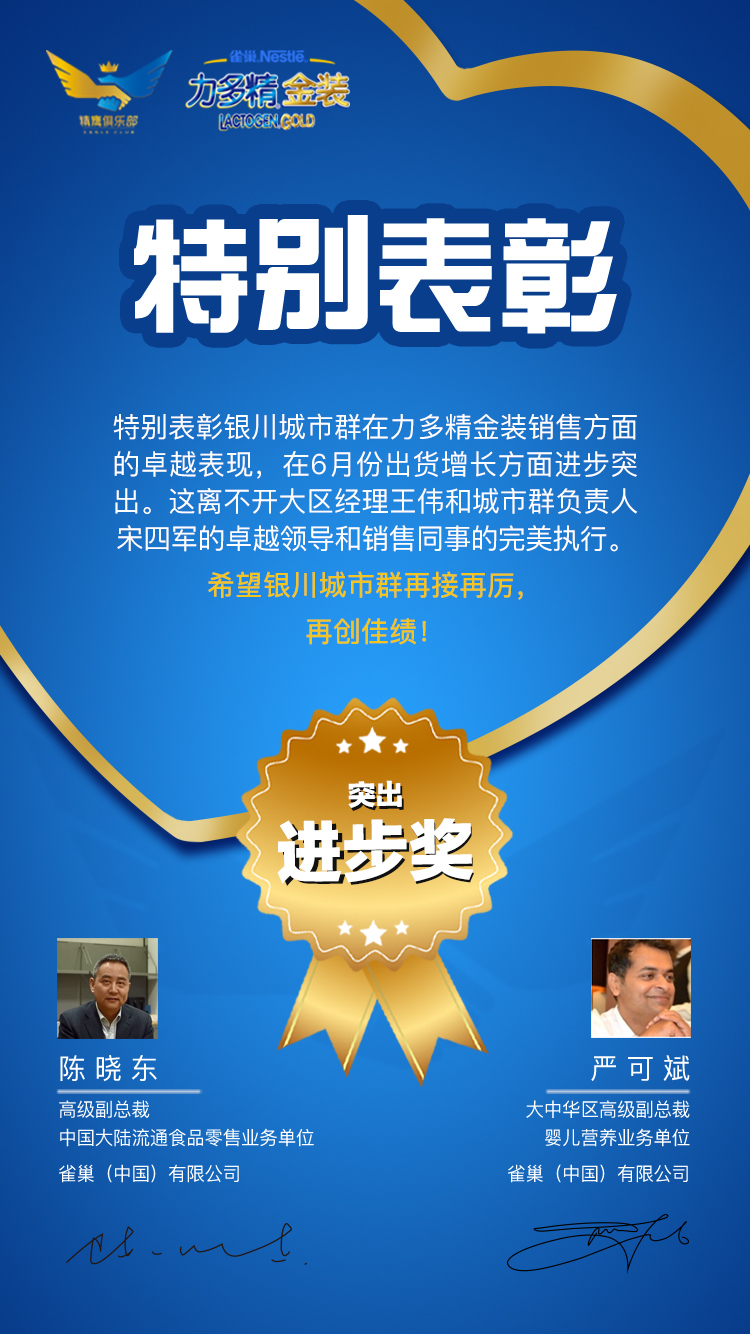 精鹰俱乐部
EAGLE CLUB
雀巢.Nestlé.
力多精 金装
LACTOGEN.GOLD
特别表彰
特别表彰银川城市群在力多精金装销售方面
的卓越表现，在6月份出货增长方面进步突
出。这离不开大区经理王伟和城市群负责人
宋四军的卓越领导和销售同事的完美执行。
希望银川城市群再接再厉，
再创佳绩！
突出
进步奖
陈晓东
高级副总裁
中国大陆流通食品零售业务单位
雀巢（中国）有限公司
严可斌
大中华区高级副总裁
婴儿营养业务单位
雀巢（中国）有限公司